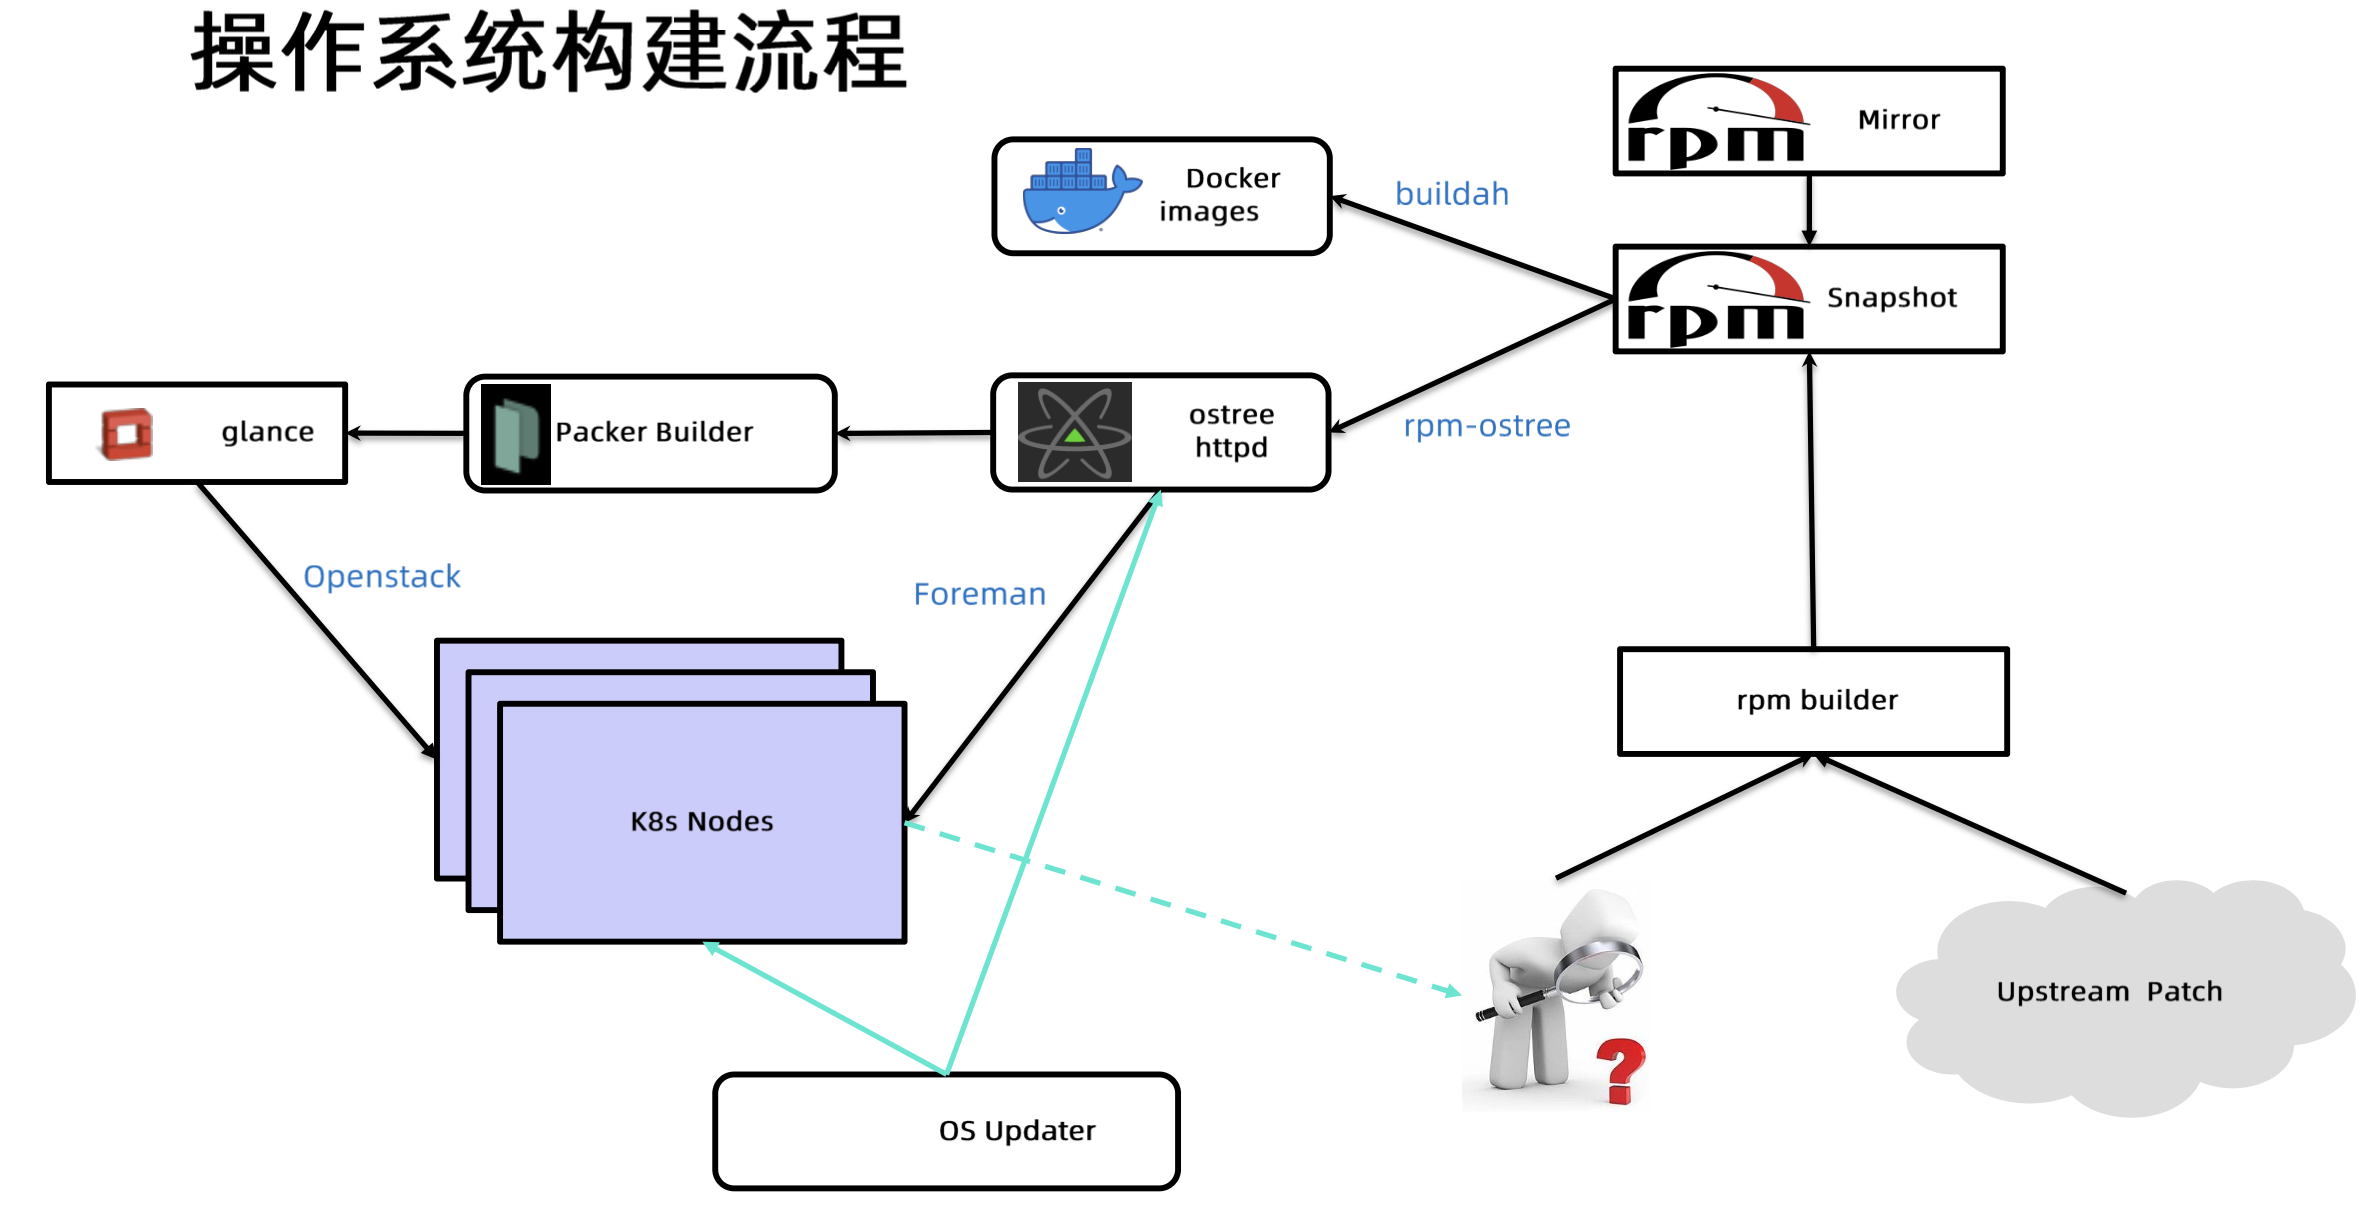 操作系统构建流程
rpm Mirror
Docker
images
buildah
rpm Snapshot
glance
Packer Builder
ostree
httpd
rpm-ostree
Openstack
Foreman
K8s Nodes
rpm builder
Upstream Patch
?
OS Updater